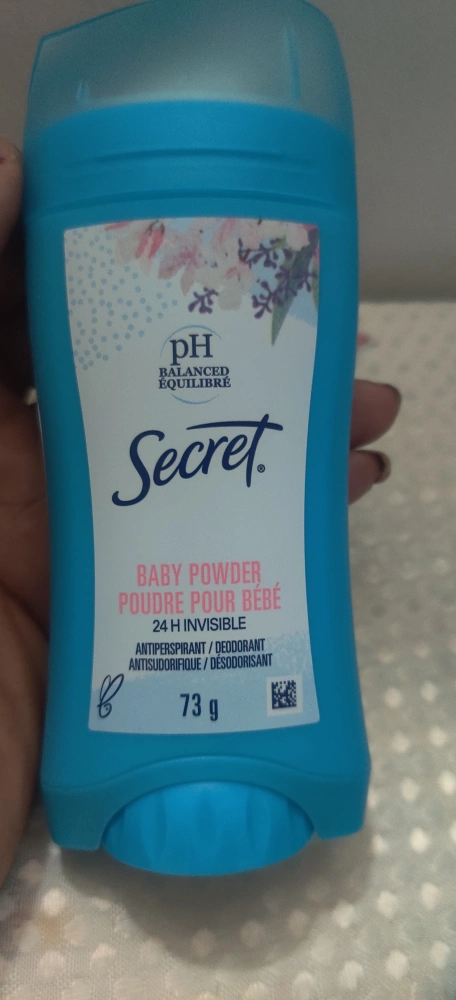 pH
BALANCED
ÉQUILIBRÉ
Secret®
BABY POWDER
POUDRE POUR BÉBÉ
24 H INVISIBLE
ANTIPERSPIRANT / DEODORANT
ANTISUDORIFIQUE / DÉSODORISANT
73 g